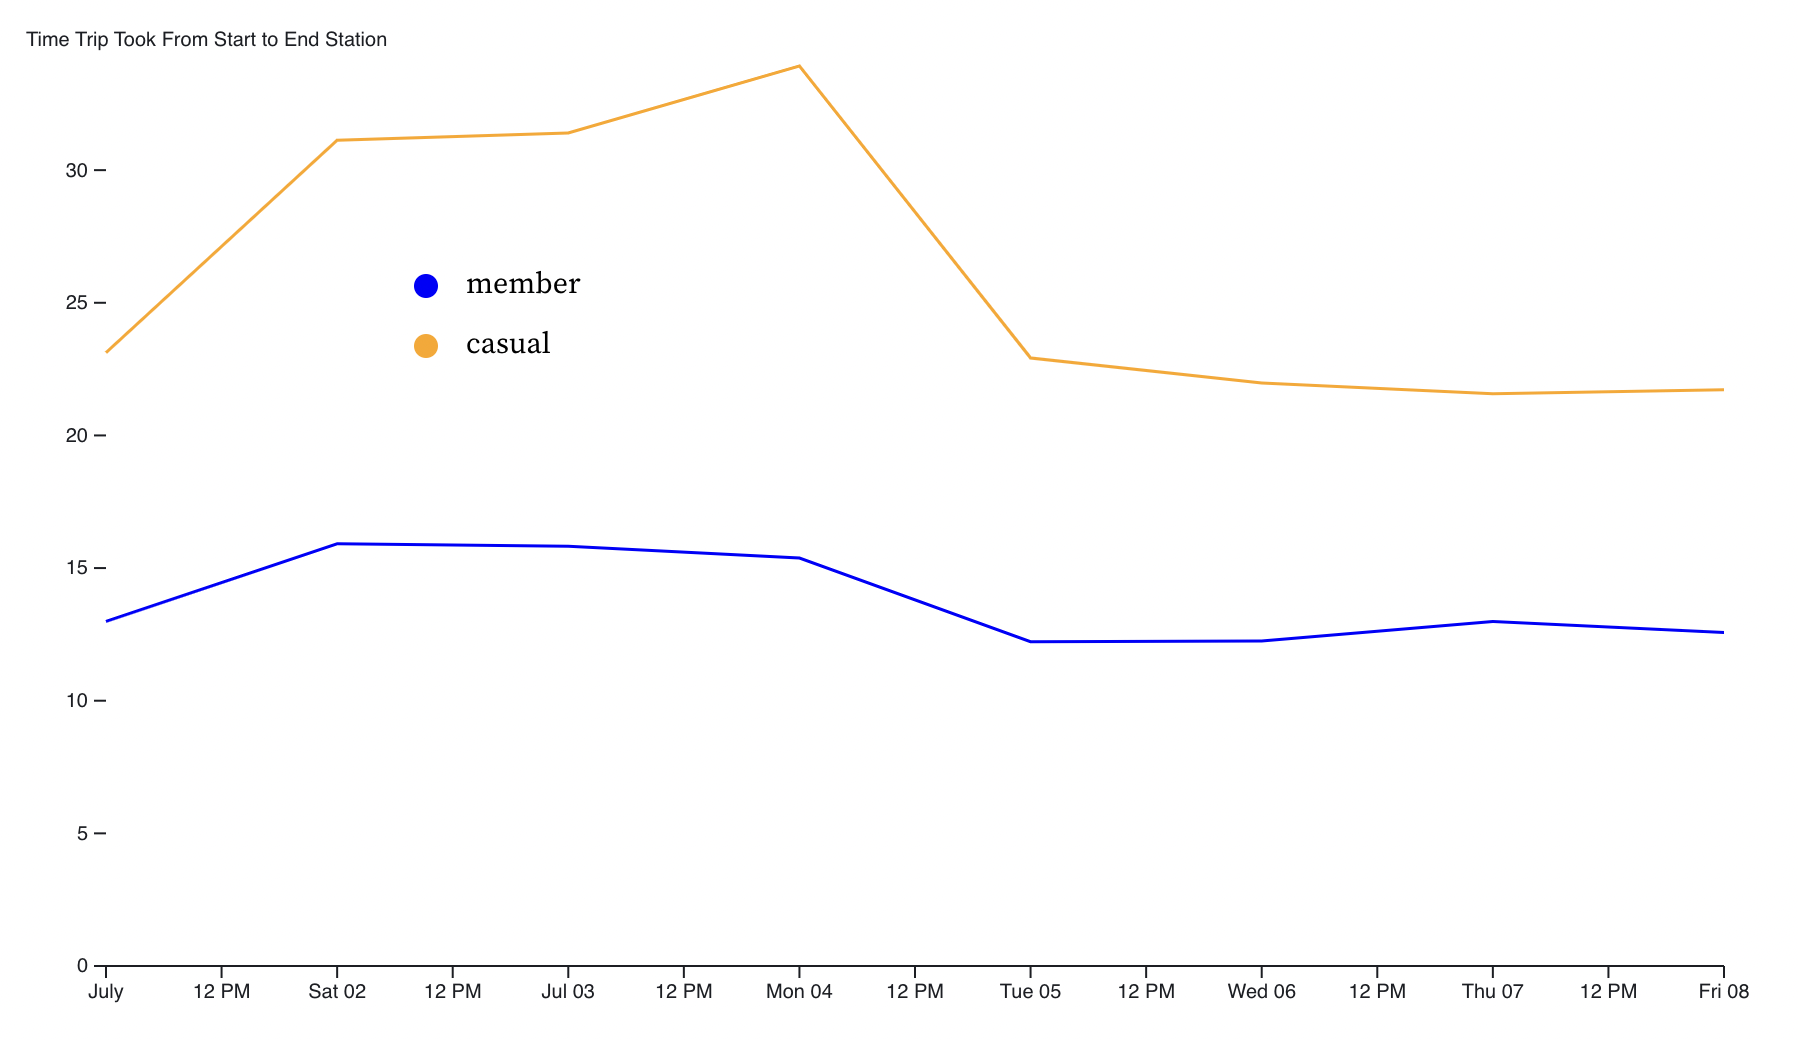 Time Trip Took From Start to End Station
30
25
member
casual
20
15
10
5
0
July 12 PM Sat 02 12 PM Jul 03 12 PM Mon 04 12 PM Tue 05 12 PM Wed 06 12 PM Thu 07 12 PM Fri 08